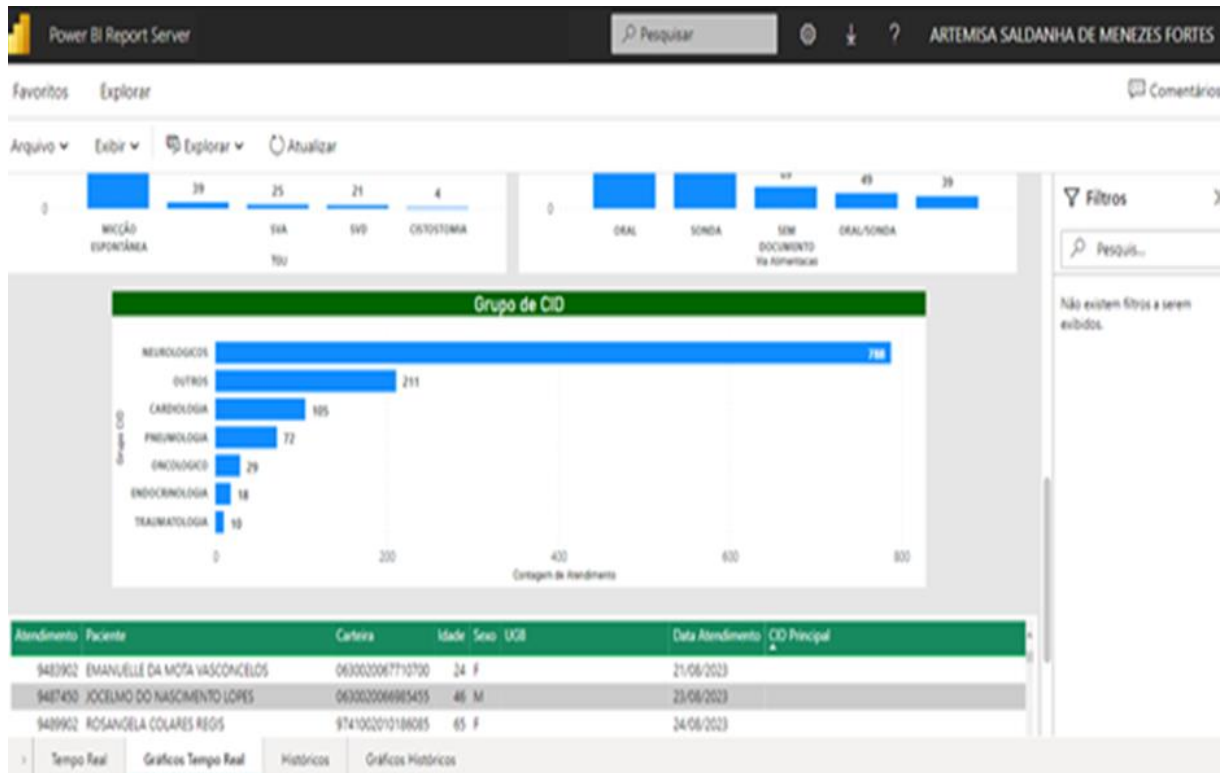 Power BI Report Server
Pesquisar
?
ARTEMISA SALDANHA DE MENEZES FORTES
Favoritos Explorar
Comentários
Arquivo Exibir Explorar Atualizar
39 25 21 4
0
MICÇÃO ESPONTÂNEA SVA SVD CISTOSTOMIA
49 39
0
ORAL SONDA SEM DOCUMENTO ORAL/SONDA
Via Alimentacao
Filtros
Pesquis...
Não existem filtros a serem
exibidos.
Grupo de CID
Grupo CID
NEUROLOGICOS 788
OUTROS 211
CARDIOLOGIA 105
PNEUMOLOGIA 72
ONCOLOGICO 29
ENDOCRINOLOGIA 18
TRAUMATOLOGIA 10
0 200 400 600 800
Contagem de Atendimento
Atendimento Paciente Carteira Idade Sexo UGB Data Atendimento CID Principal
9483902 EMANUELLE DA MOTA VASCONCELOS 0630020067710700 24 F 21/08/2023
9487450 JOCELMO DO NASCIMENTO LOPES 0630020066985455 46 M 23/08/2023
9489902 ROSANGELA COLARES REGIS 9741002010186085 65 F 24/08/2023
Tempo Real Gráficos Tempo Real Históricos Gráficos Históricos